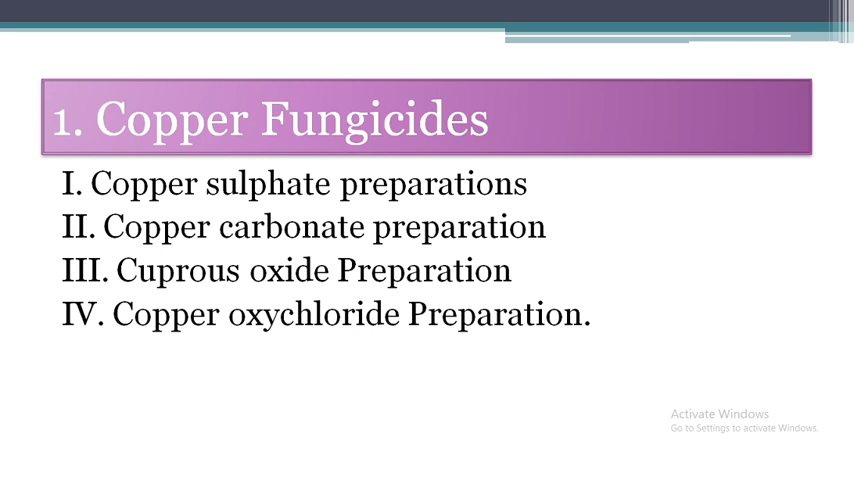 1. Copper Fungicides
I. Copper sulphate preparations
II. Copper carbonate preparation
III. Cuprous oxide Preparation
IV. Copper oxychloride Preparation.
Activate Windows
Go to Settings to activate Windows.